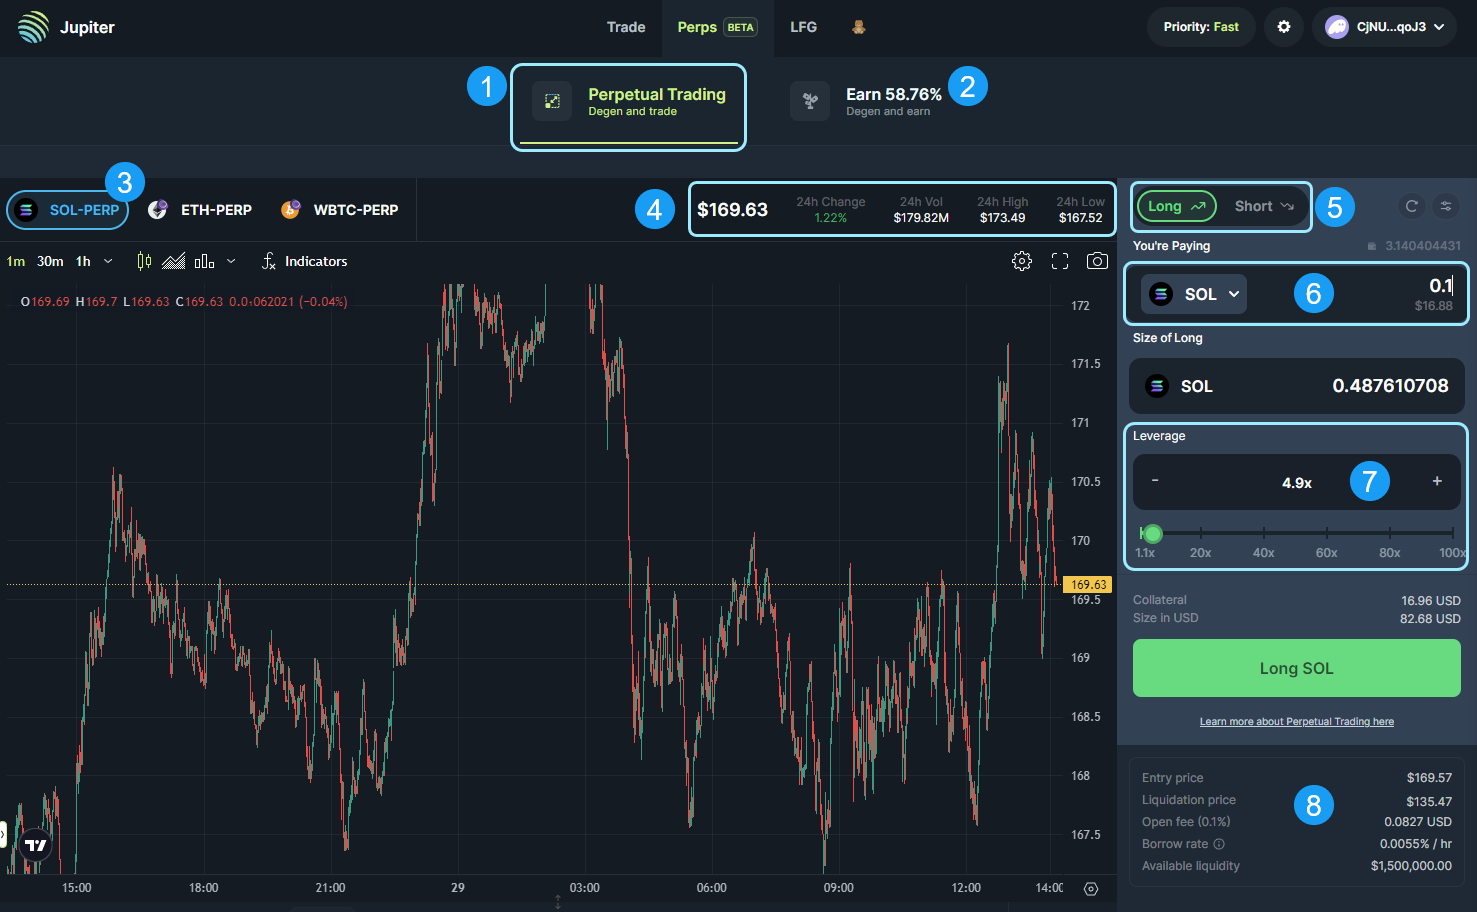 Jupiter
Trade
Perps BETA
LFG
Priority: Fast
CjNU...qoJ3
1
Perpetual Trading
Degen and trade
Earn 58.76%
Degen and earn
2
SOL-PERP
3
ETH-PERP
WBTC-PERP
4
$169.63
24h Change
1.22%
24h Vol
$179.82M
24h High
$173.49
24h Low
$167.52
Long
Short
5
1m 30m 1h
Indicators
O169.69 H169.7 L169.63 C169.63 0.0₇062021 (−0.04%)
172
171.5
171
170.5
170
169.63
169.5
169
168.5
168
167.5
15:00 18:00 21:00 29 03:00 06:00 09:00 12:00 14:00
You're Paying
3.140404431
SOL
6
0.1
$16.88
Size of Long
SOL
0.487610708
Leverage
-
4.9x
7
+
1.1x 20x 40x 60x 80x 100x
Collateral 16.96 USD
Size in USD 82.68 USD
Long SOL
Learn more about Perpetual Trading here
Entry price $169.57
Liquidation price $135.47
8
Open fee (0.1%) 0.0827 USD
Borrow rate 0.0055% / hr
Available liquidity $1,500,000.00